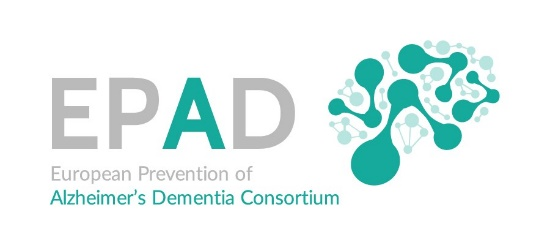 EPAD
European Prevention of
Alzheimer's Dementia Consortium